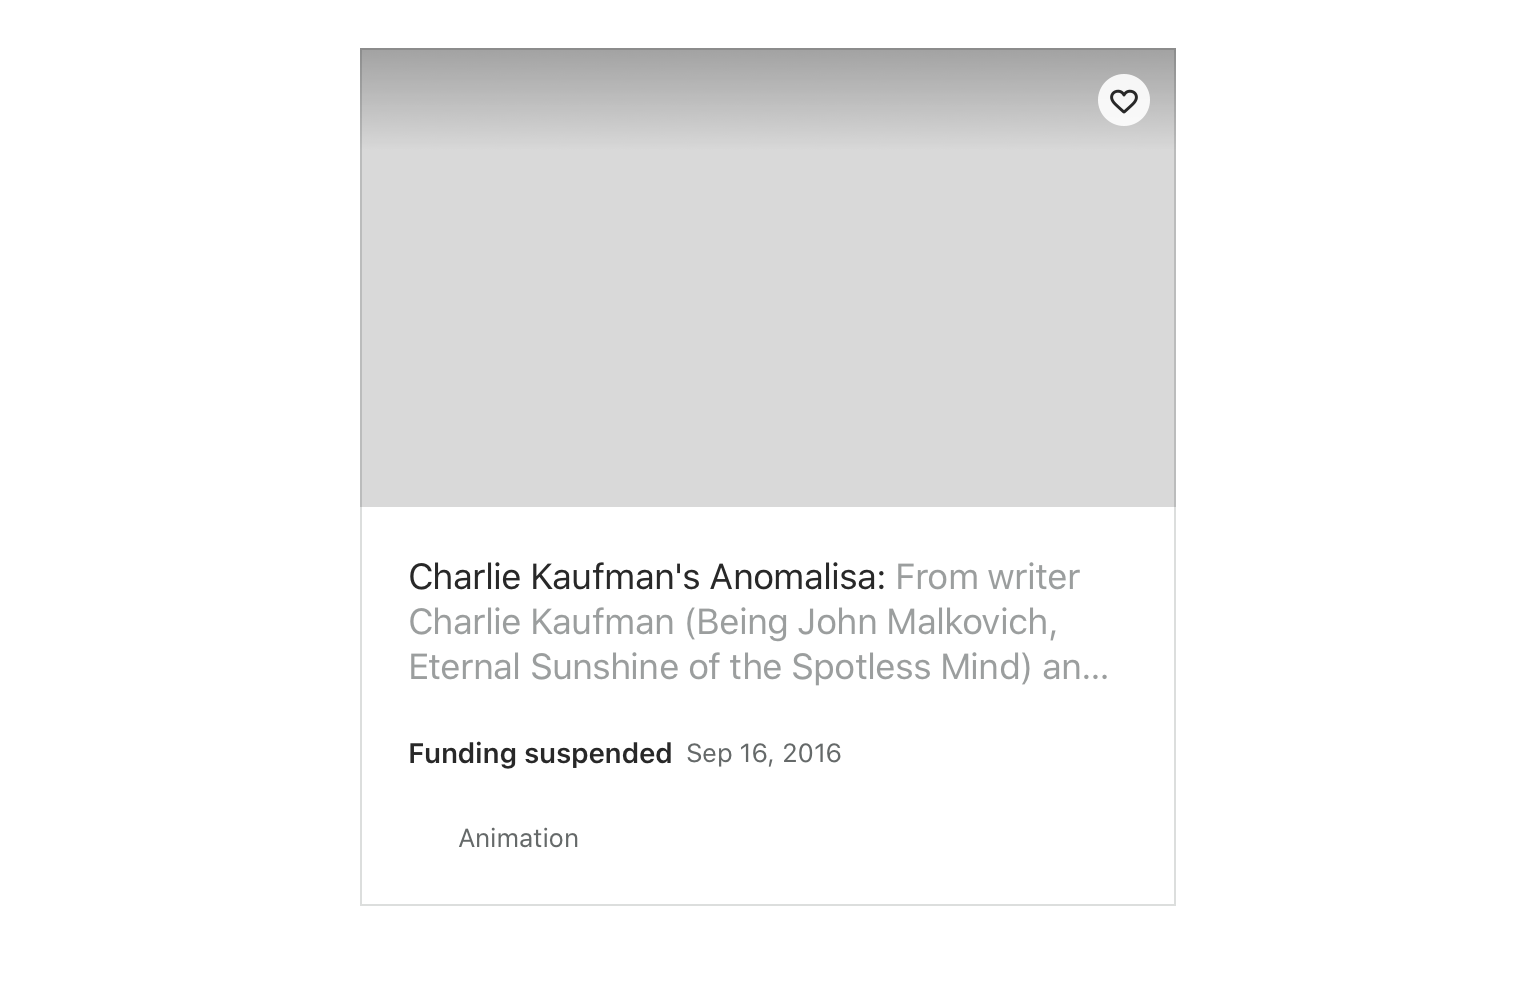 Charlie Kaufman's Anomalisa: From writer
Charlie Kaufman (Being John Malkovich,
Eternal Sunshine of the Spotless Mind) an...
Funding suspended Sep 16, 2016
Animation